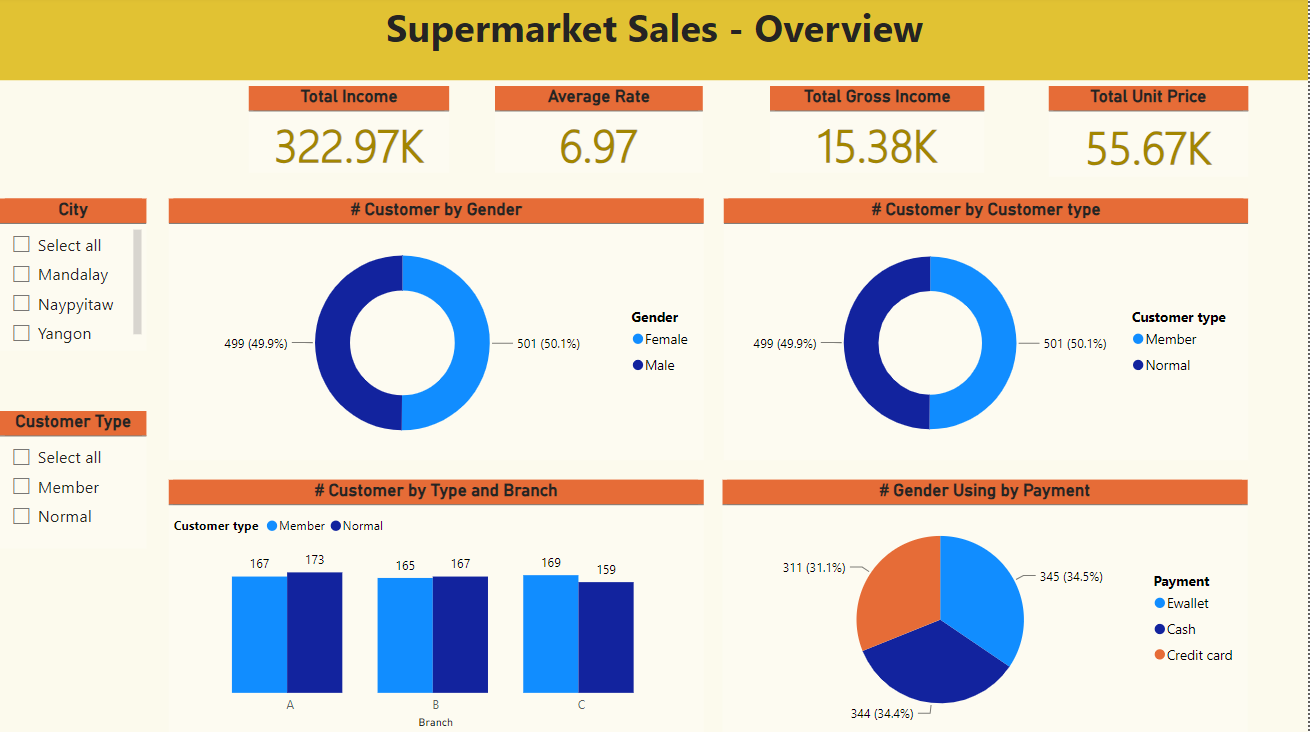 Supermarket Sales - Overview
Total Income
322.97K
Average Rate
6.97
Total Gross Income
15.38K
Total Unit Price
55.67K
City
Select all
Mandalay
Naypyitaw
Yangon
Customer Type
Select all
Member
Normal
# Customer by Gender
499 (49.9%)
501 (50.1%)
Gender
Female
Male
# Customer by Customer type
499 (49.9%)
501 (50.1%)
Customer type
Member
Normal
# Customer by Type and Branch
Customer type Member Normal
167 173 165 167 169 159
A B C
Branch
# Gender Using by Payment
311 (31.1%)
345 (34.5%)
344 (34.4%)
Payment
Ewallet
Cash
Credit card